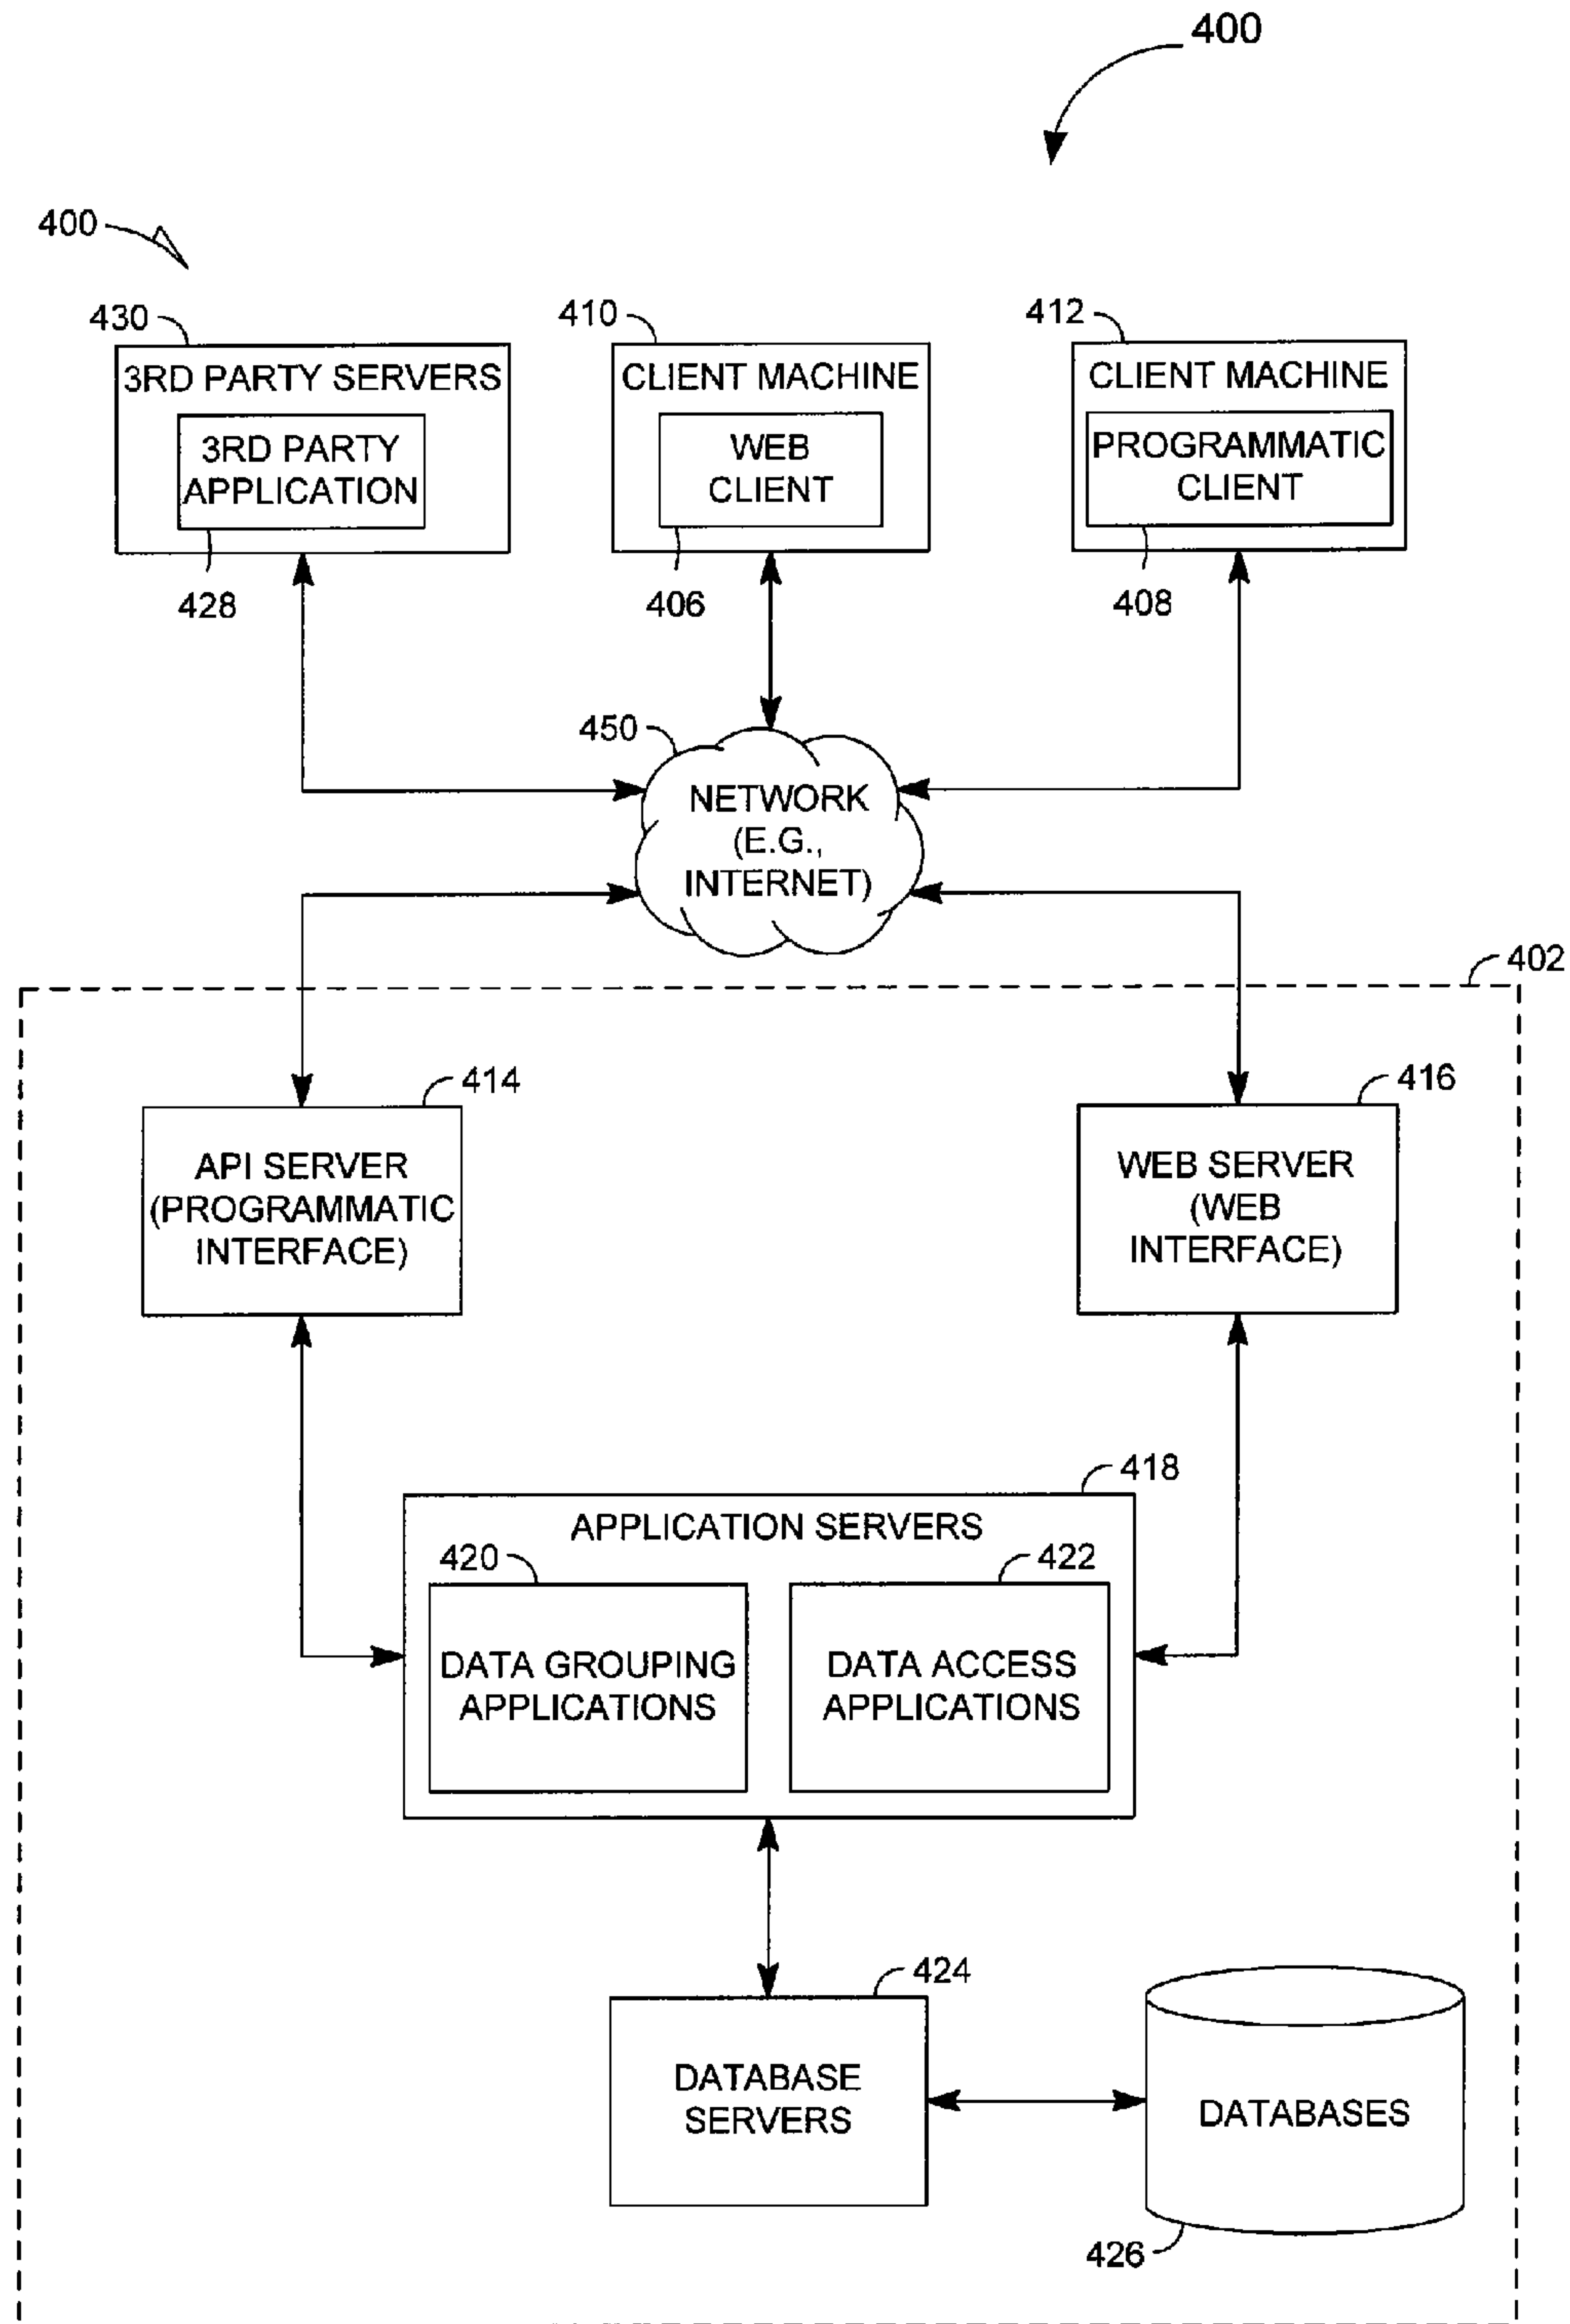 400
400
430
3RD PARTY SERVERS
3RD PARTY
APPLICATION
428
410
CLIENT MACHINE
WEB
CLIENT
406
412
CLIENT MACHINE
PROGRAMMATIC
CLIENT
408
450
NETWORK
(E.G.,
INTERNET)
402
414
API SERVER
(PROGRAMMATIC
INTERFACE)
416
WEB SERVER
(WEB
INTERFACE)
418
APPLICATION SERVERS
420
DATA GROUPING
APPLICATIONS
422
DATA ACCESS
APPLICATIONS
424
DATABASE
SERVERS
DATABASES
426